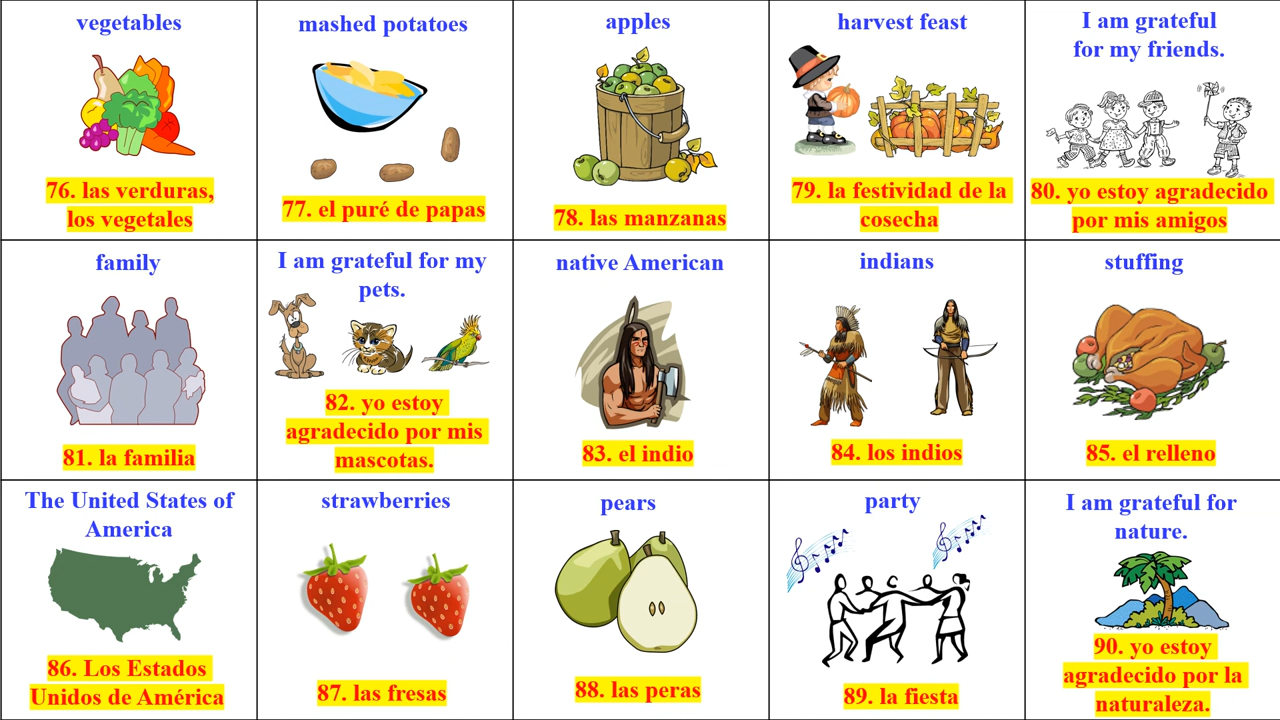 vegetables
76. las verduras,
los vegetales
mashed potatoes
77. el puré de papas
apples
78. las manzanas
harvest feast
79. la festividad de la
cosecha
I am grateful
for my friends.
80. yo estoy agradecido
por mis amigos
family
81. la familia
I am grateful for my
pets.
82. yo estoy
agradecido por mis
mascotas.
native American
83. el indio
indians
84. los indios
stuffing
85. el relleno
The United States of
America
86. Los Estados
Unidos de América
strawberries
87. las fresas
pears
88. las peras
party
89. la fiesta
I am grateful for
nature.
90. yo estoy
agradecido por la
naturaleza.